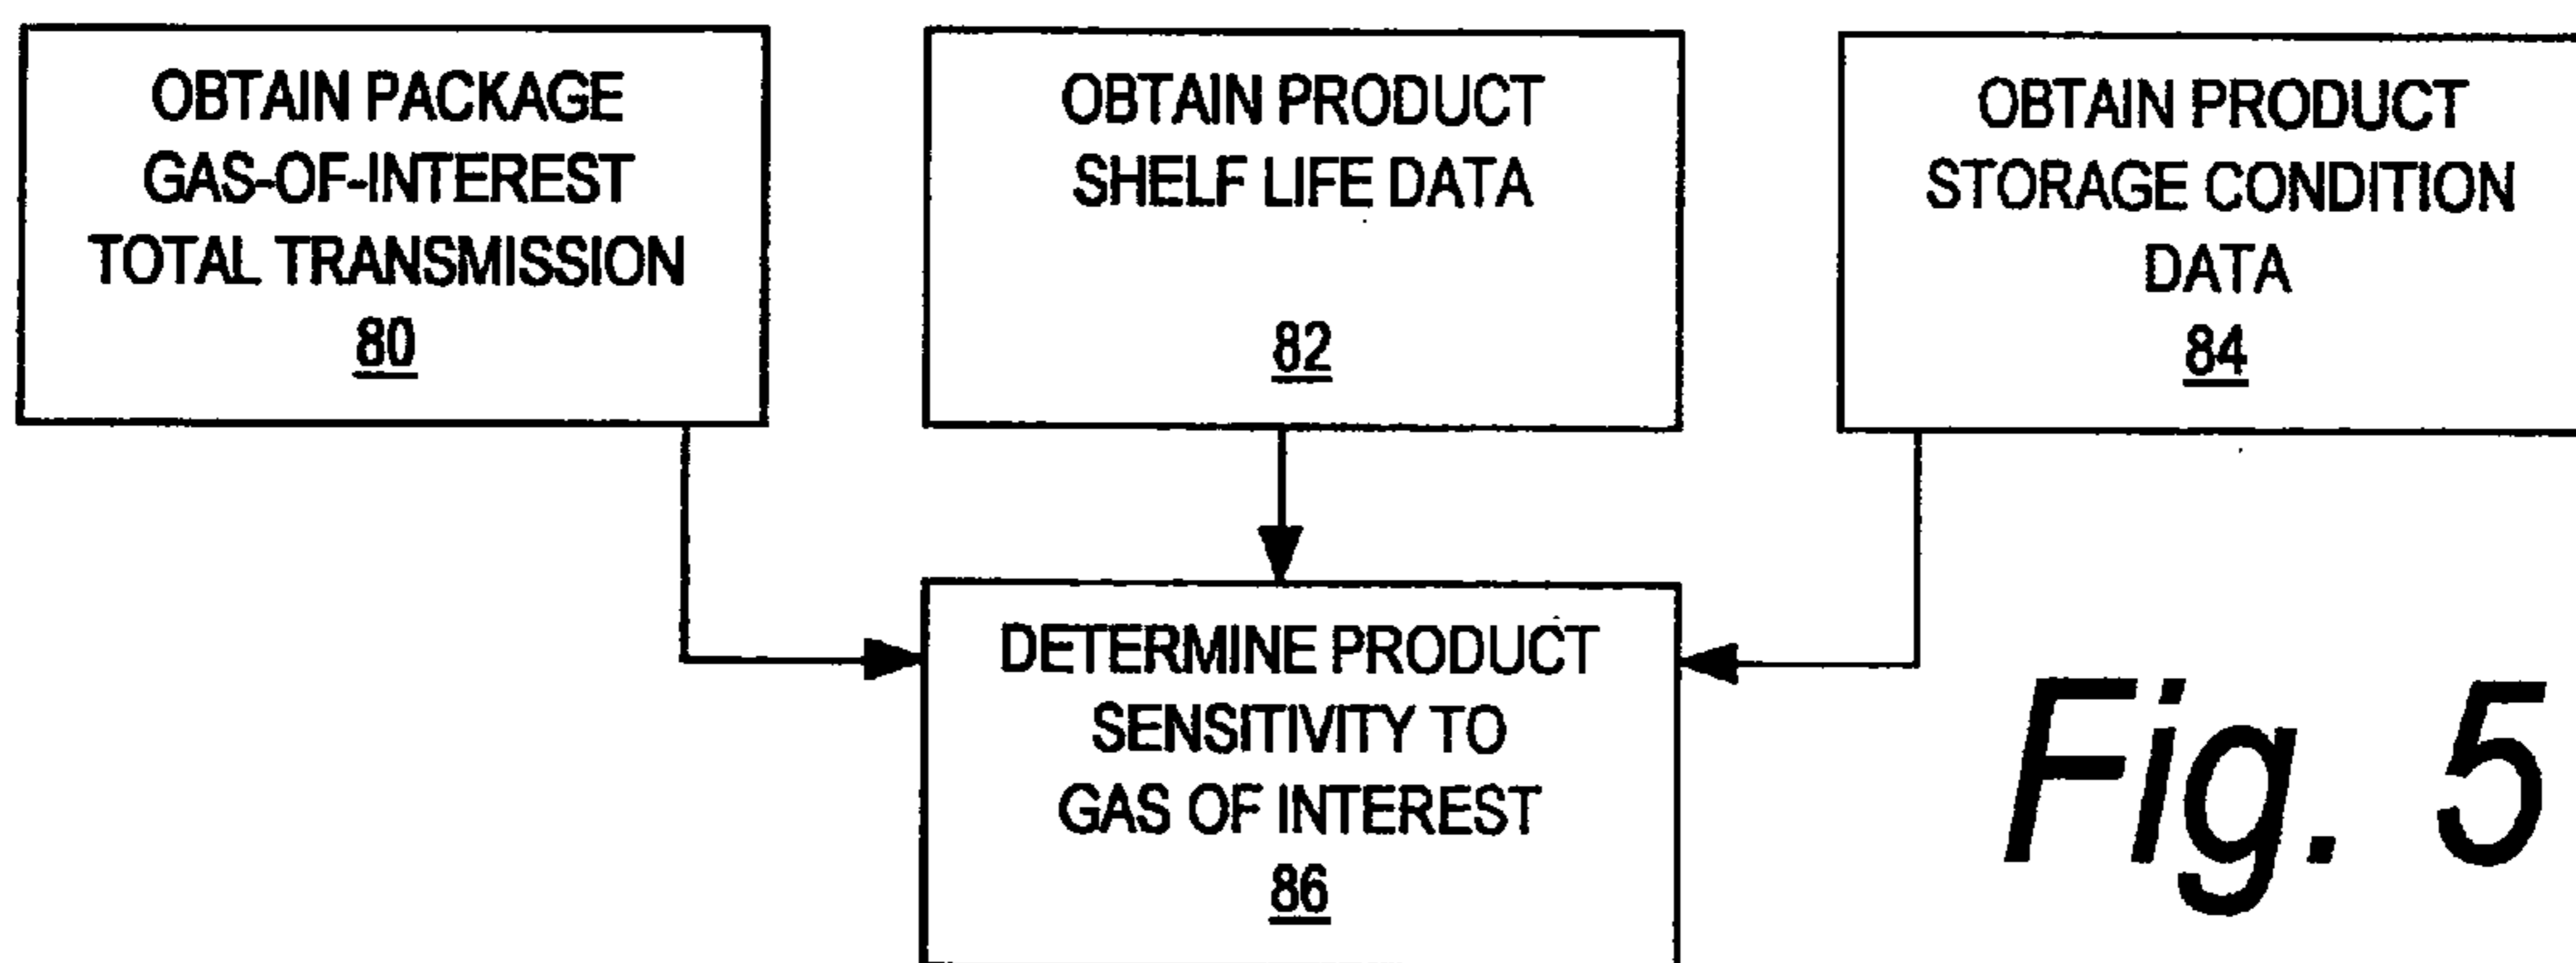 OBTAIN PACKAGE
GAS-OF-INTEREST
TOTAL TRANSMISSION
80
OBTAIN PRODUCT
SHELF LIFE DATA
82
OBTAIN PRODUCT
STORAGE CONDITION
DATA
84
DETERMINE PRODUCT
SENSITIVITY TO
GAS OF INTEREST
86
Fig. 5